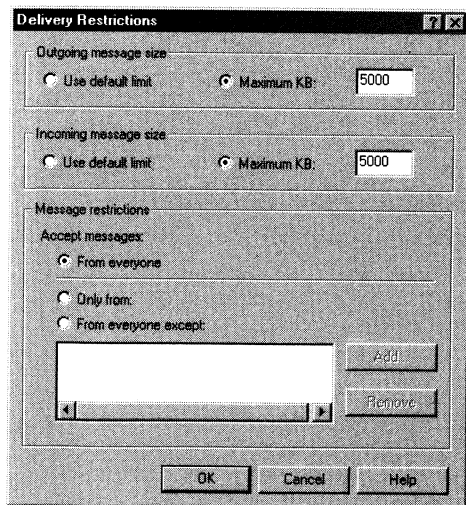 Delivery Restrictions
Outgoing message size
Use default limit Maximum KB: 5000
Incoming message size
Use default limit Maximum KB: 5000
Message restrictions
Accept messages:
From everyone
Only from:
From everyone except:
Add...
Remove
OK Cancel Help